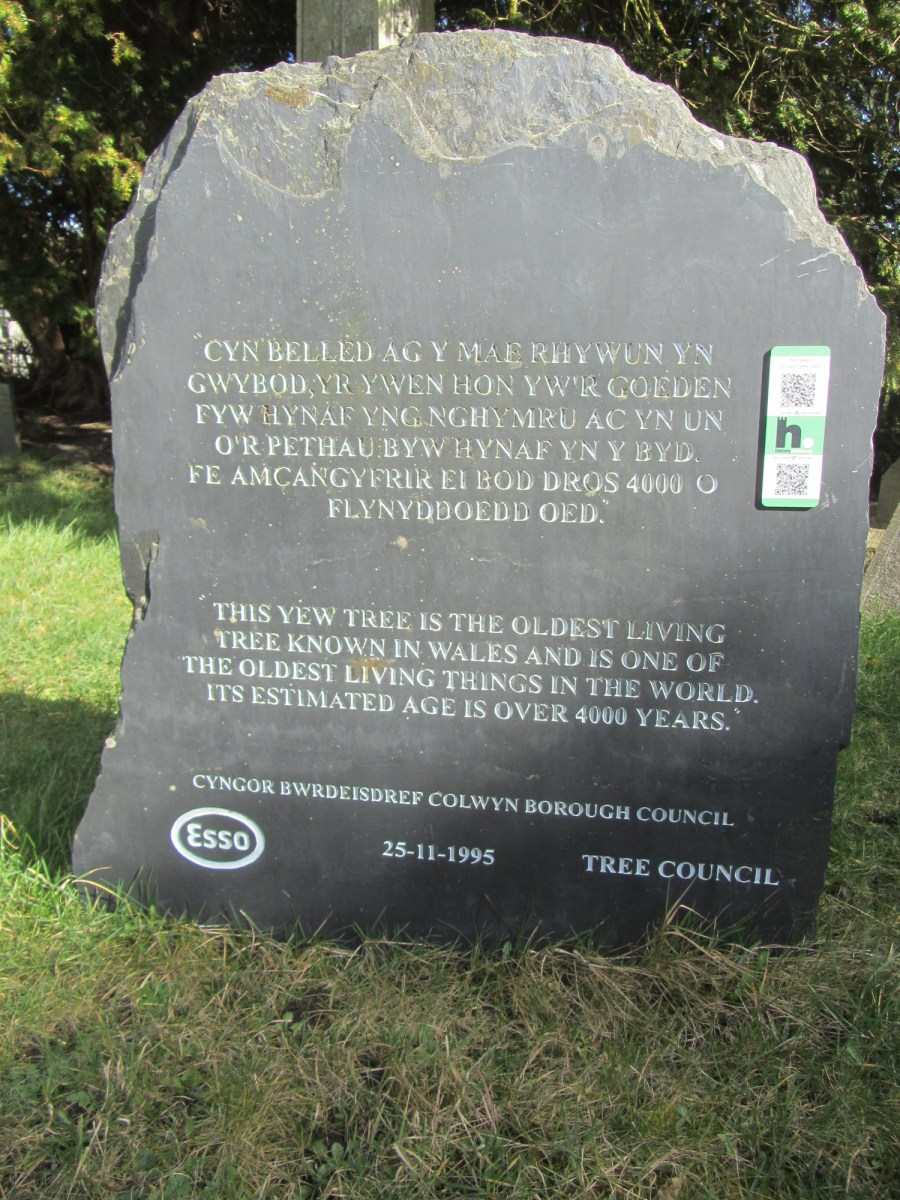 "CYN BELLED AG Y MAE RHYWUN YN
GWYBOD, YR YWEN HON YW'R GOEDEN
FYW HYNAF YNG NGHYMRU AC YN UN
O'R PETHAU BYW HYNAF YN Y BYD.
FE AMCANGYFRIR EI BOD DROS 4000 O
FLYNYDDOEDD OED."
THIS YEW TREE IS THE OLDEST LIVING
TREE KNOWN IN WALES AND IS ONE OF
THE OLDEST LIVING THINGS IN THE WORLD.
ITS ESTIMATED AGE IS OVER 4000 YEARS."
CYNGOR BWRDEISDREF COLWYN BOROUGH COUNCIL
Esso
25-11-1995
TREE COUNCIL
h.